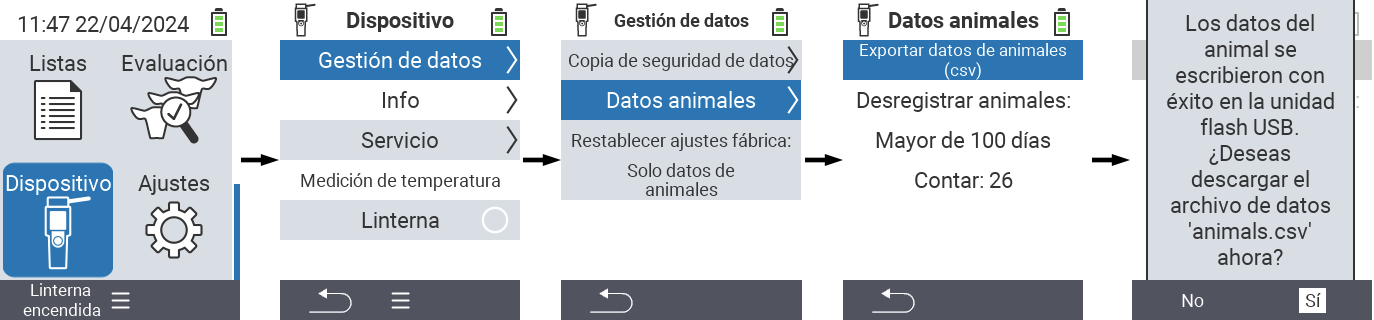 11:47 22/04/2024
Listas
Evaluación
Dispositivo
Ajustes
Linterna
encendida
Dispositivo
Gestión de datos
Info
Servicio
Medición de temperatura
Linterna
Gestión de datos
Copia de seguridad de datos
Datos animales
Restablecer ajustes fábrica:
Solo datos de
animales
Datos animales
Exportar datos de animales
(csv)
Desregistrar animales:
Mayor de 100 días
Contar: 26
Los datos del
animal se
escribieron con
éxito en la unidad
flash USB.
¿Deseas
descargar el
archivo de datos
'animals.csv'
ahora?
No
Sí